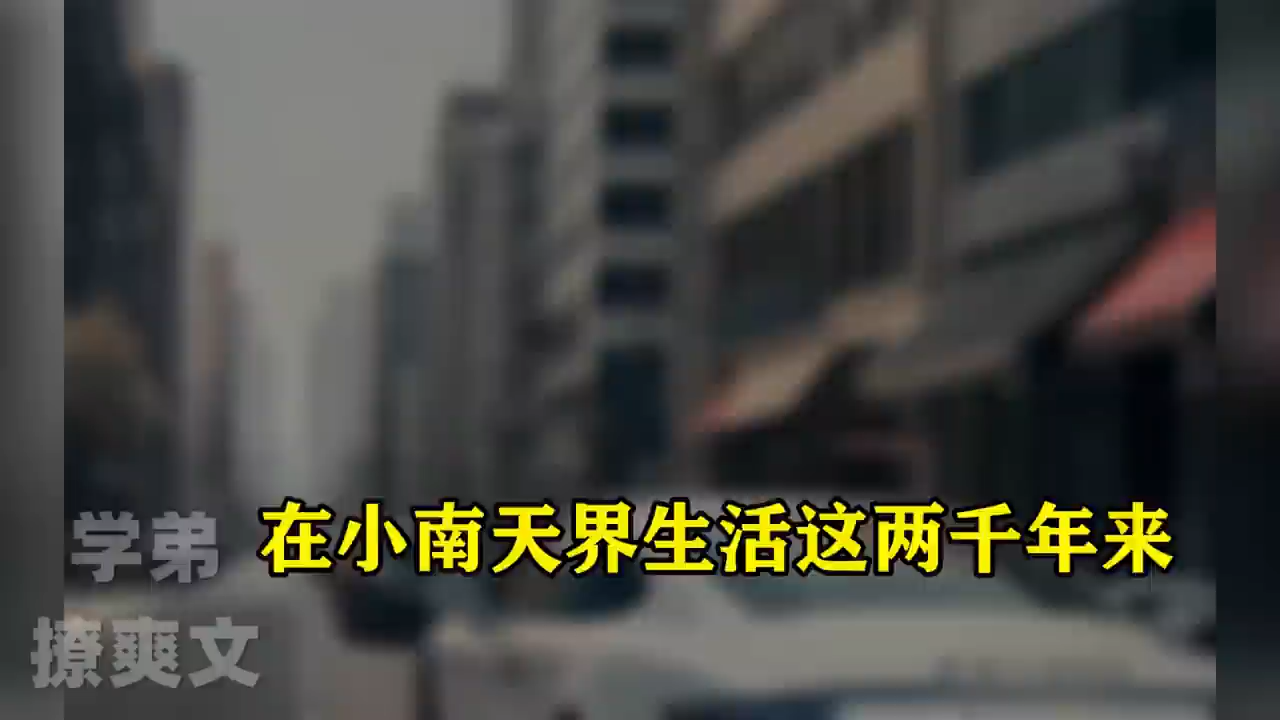 在小南天界生活这两千年来
学弟
撩爽文